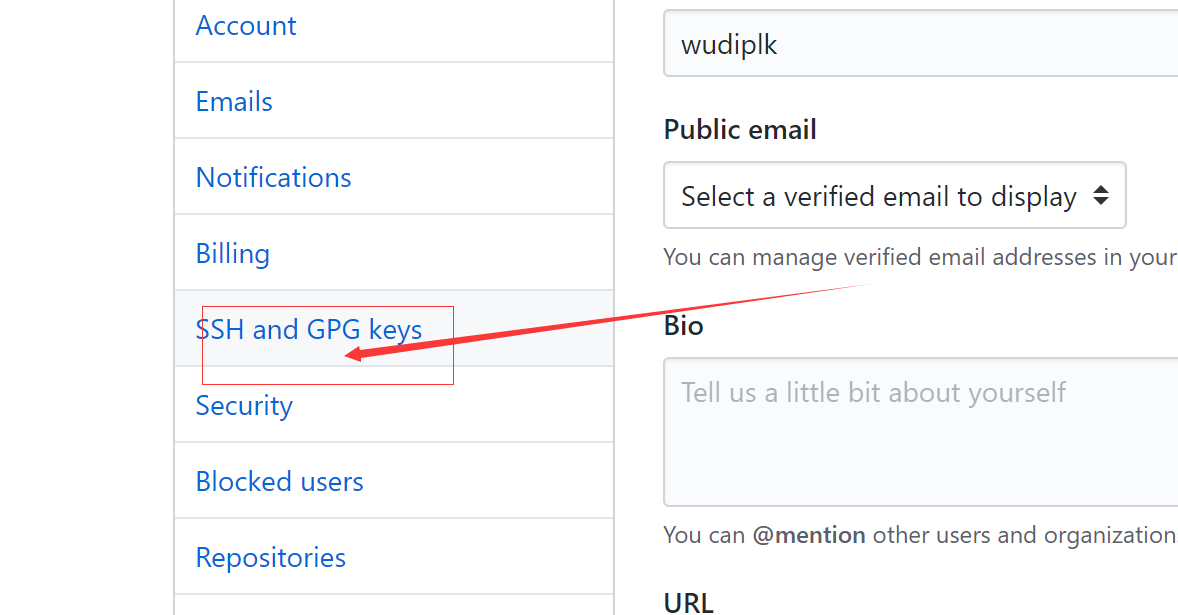 Account
Emails
Notifications
Billing
SSH and GPG keys
Security
Blocked users
Repositories
wudiplk
Public email
Select a verified email to display
You can manage verified email addresses in your
Bio
Tell us a little bit about yourself
You can @mention other users and organizations
URL